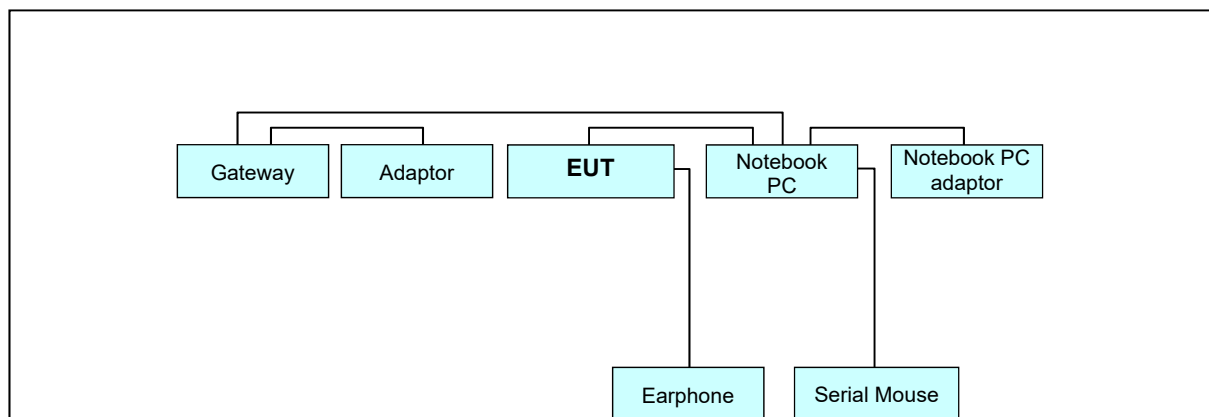 Gateway
Adaptor
EUT
Notebook
PC
Notebook PC
adaptor
Earphone
Serial Mouse